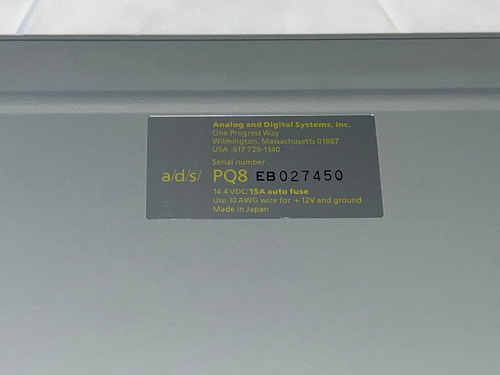 Analog and Digital Systems, Inc.
One Progress Way
Wilmington, Massachusetts 01887
USA 617 729-1140
Serial number
a/d/s/ PQ8 EB027450
14.4 VDC/15A auto fuse
Use 10 AWG wire for +12V and ground
Made in Japan